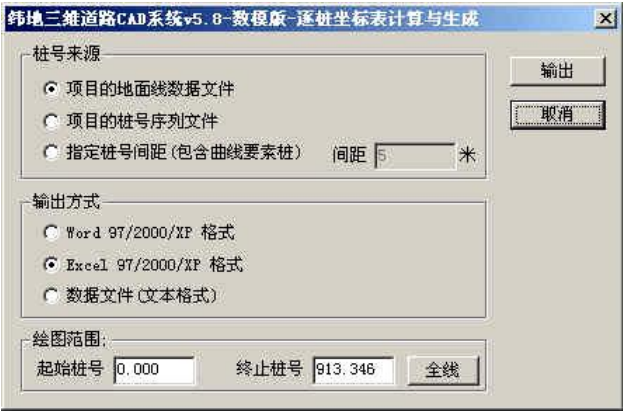 纬地三维道路CAD系统v5.8-数模版-逐桩坐标表计算与生成
桩号来源
项目的地面线数据文件
项目的桩号序列文件
指定桩号间距(包含曲线要素桩) 间距 5 米
输出
取消
输出方式
Word 97/2000/XP 格式
Excel 97/2000/XP 格式
数据文件(文本格式)
绘图范围:
起始桩号 0.000 终止桩号 913.346 全线